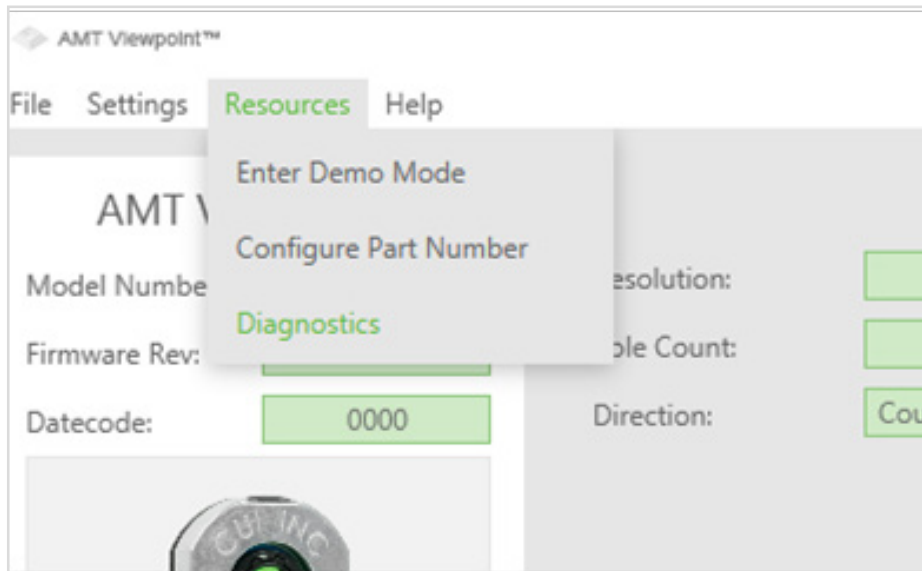 AMT Viewpoint™
File Settings Resources Help
Enter Demo Mode
AMT
Configure Part Number
Model Numbe
esolution:
Diagnostics
Firmware Rev:
ole Count:
Datecode: 0000
Direction: Cou
CUI INC